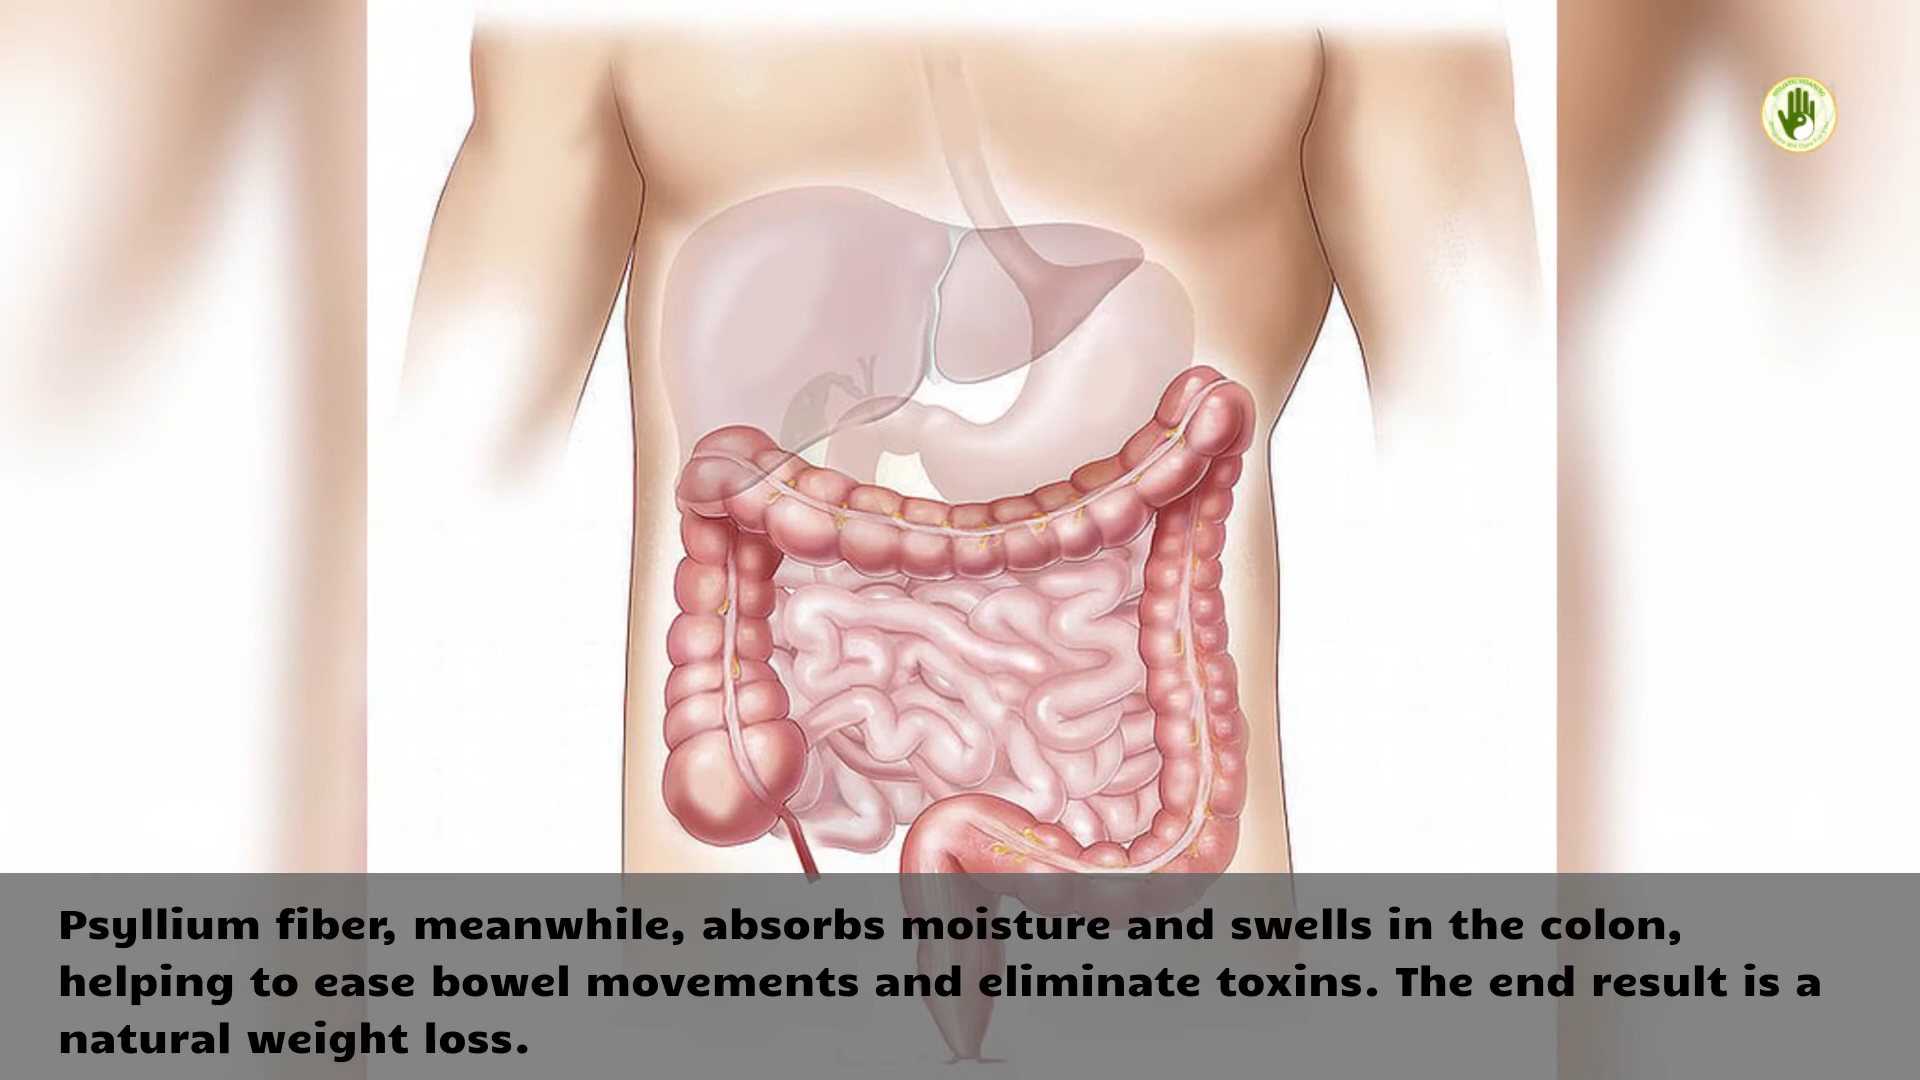 Psyllium fiber, meanwhile, absorbs moisture and swells in the colon,
helping to ease bowel movements and eliminate toxins. The end result is a
natural weight loss.